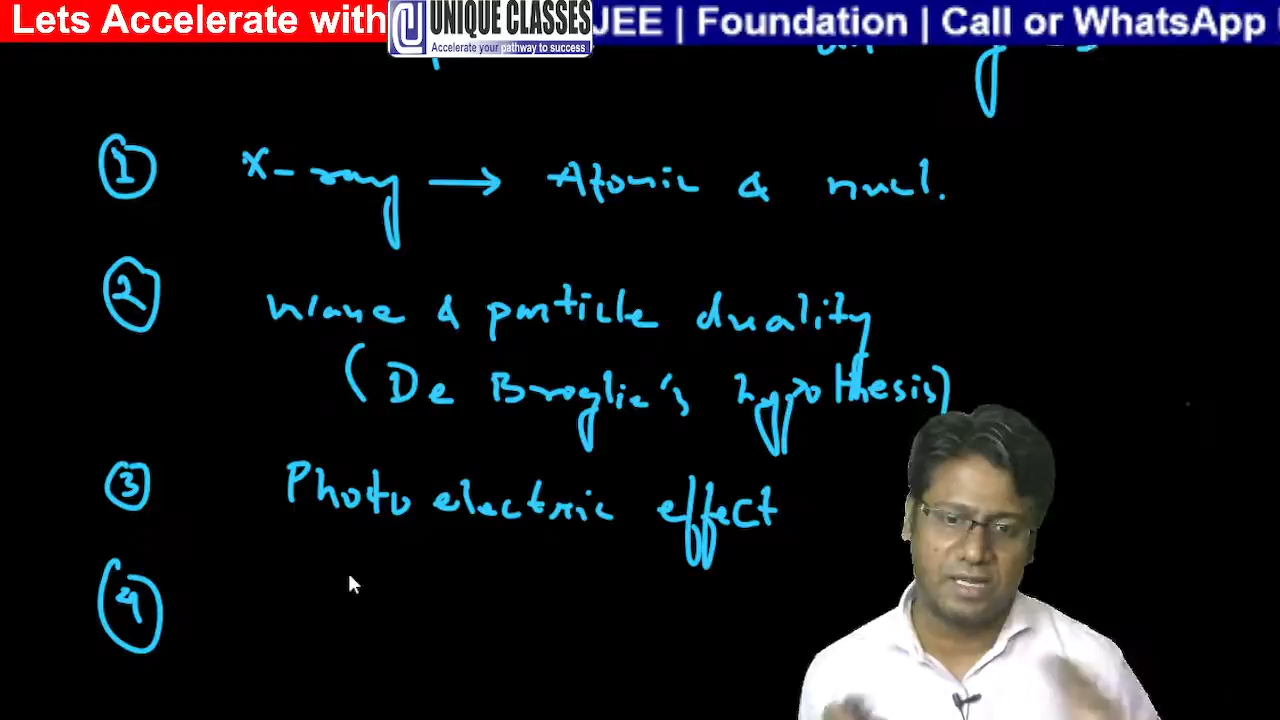 Lets Accelerate with UNIQUE CLASSES JEE | Foundation | Call or WhatsApp
Accelerate your pathway to success
1 X-ray → Atomic & nucl.
2 wave & particle duality
(De Broglie's hypothesis)
3 Photo electric effect
4